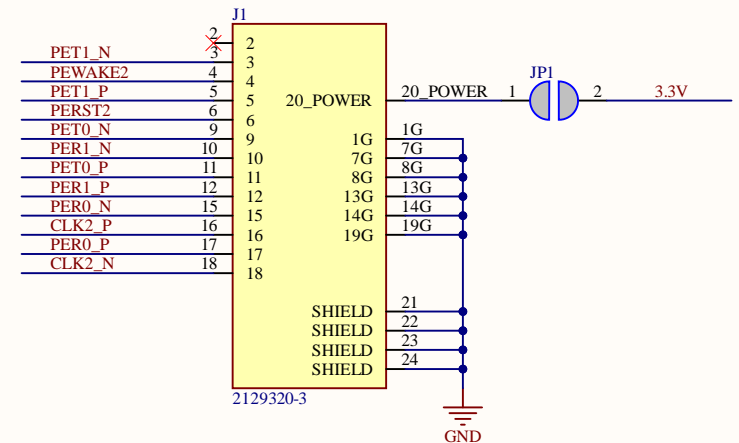 J1
2 2
PET1_N 3 3
PEWAKE2 4 4
PET1_P 5 5 20_POWER 20_POWER 1 JP1 2 3.3V
PERST2 6 6
PET0_N 9 9 1G 1G
PER1_N 10 10 7G 7G
PET0_P 11 11 8G 8G
PER1_P 12 12 13G 13G
PER0_N 15 15 14G 14G
CLK2_P 16 16 19G 19G
PER0_P 17 17
CLK2_N 18 18
SHIELD 21
SHIELD 22
SHIELD 23
SHIELD 24
2129320-3
GND